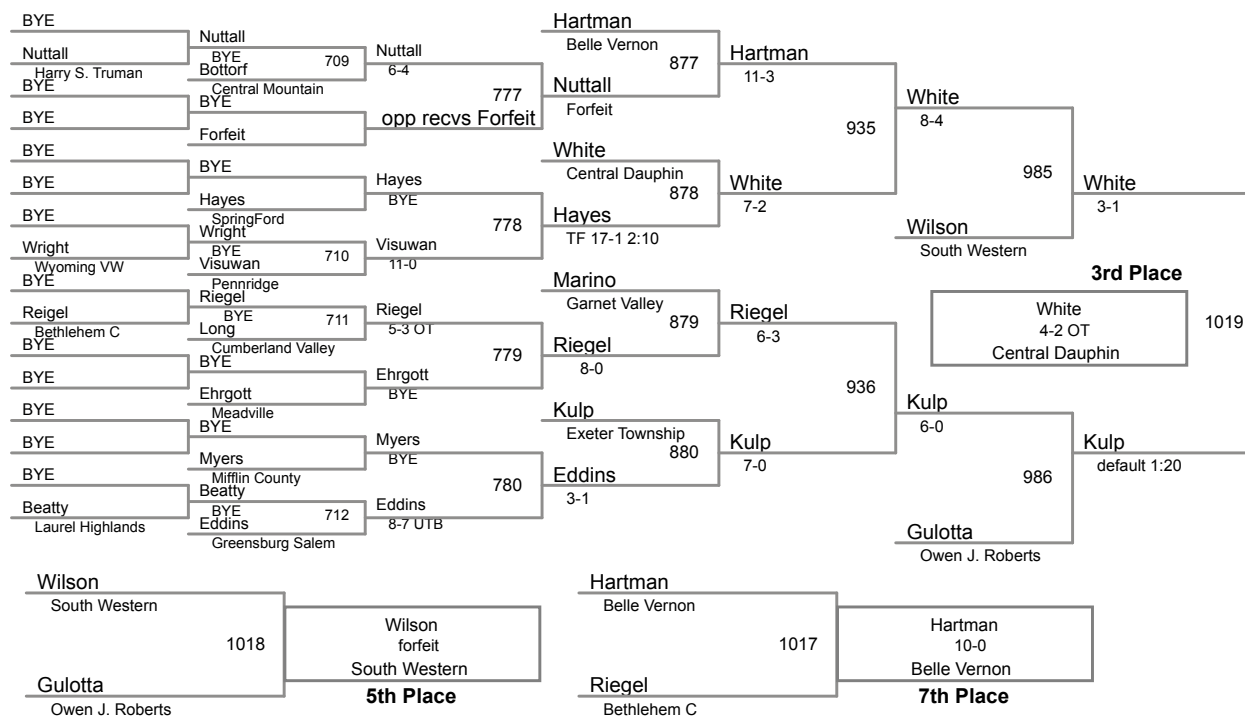 BYE
Nuttall
Harry S. Truman
BYE
BYE
BYE
BYE
BYE
Wright
Wyoming VW
BYE
Reigel
Bethlehem C
BYE
BYE
BYE
BYE
BYE
Beatty
Laurel Highlands
Nuttall
BYE
709
Bottorf
Central Mountain
BYE
Forfeit
BYE
Hayes
SpringFord
Wright
BYE
710
Visuwan
Pennridge
Riegel
BYE
711
Long
Cumberland Valley
BYE
Ehrgott
Meadville
BYE
Myers
Mifflin County
Beatty
BYE
712
Eddins
Greensburg Salem
Nuttall
6-4
777
opp recvs Forfeit
Hayes
BYE
778
Visuwan
11-0
Riegel
5-3 OT
779
Ehrgott
BYE
Myers
BYE
780
Eddins
8-7 UTB
Hartman
Belle Vernon
877
Nuttall
Forfeit
White
Central Dauphin
878
Hayes
TF 17-1 2:10
Marino
Garnet Valley
879
Riegel
8-0
Kulp
Exeter Township
880
Eddins
3-1
Hartman
11-3
935
White
7-2
Riegel
6-3
936
Kulp
7-0
White
8-4
985
Wilson
South Western
Kulp
6-0
986
Gulotta
Owen J. Roberts
White
3-1
3rd Place
White
4-2 OT
Central Dauphin
1019
Kulp
default 1:20
Wilson
South Western
1018
Gulotta
Owen J. Roberts
Wilson
forfeit
South Western
5th Place
Hartman
Belle Vernon
1017
Riegel
Bethlehem C
Hartman
10-0
Belle Vernon
7th Place